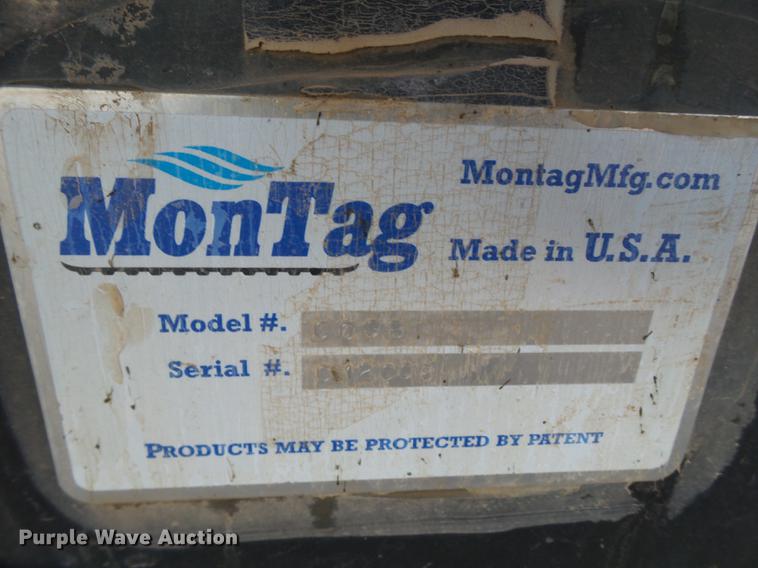 MonTag
MontagMfg.com
Made in U.S.A.
Model #.
Serial #.
PRODUCTS MAY BE PROTECTED BY PATENT
Purple Wave Auction